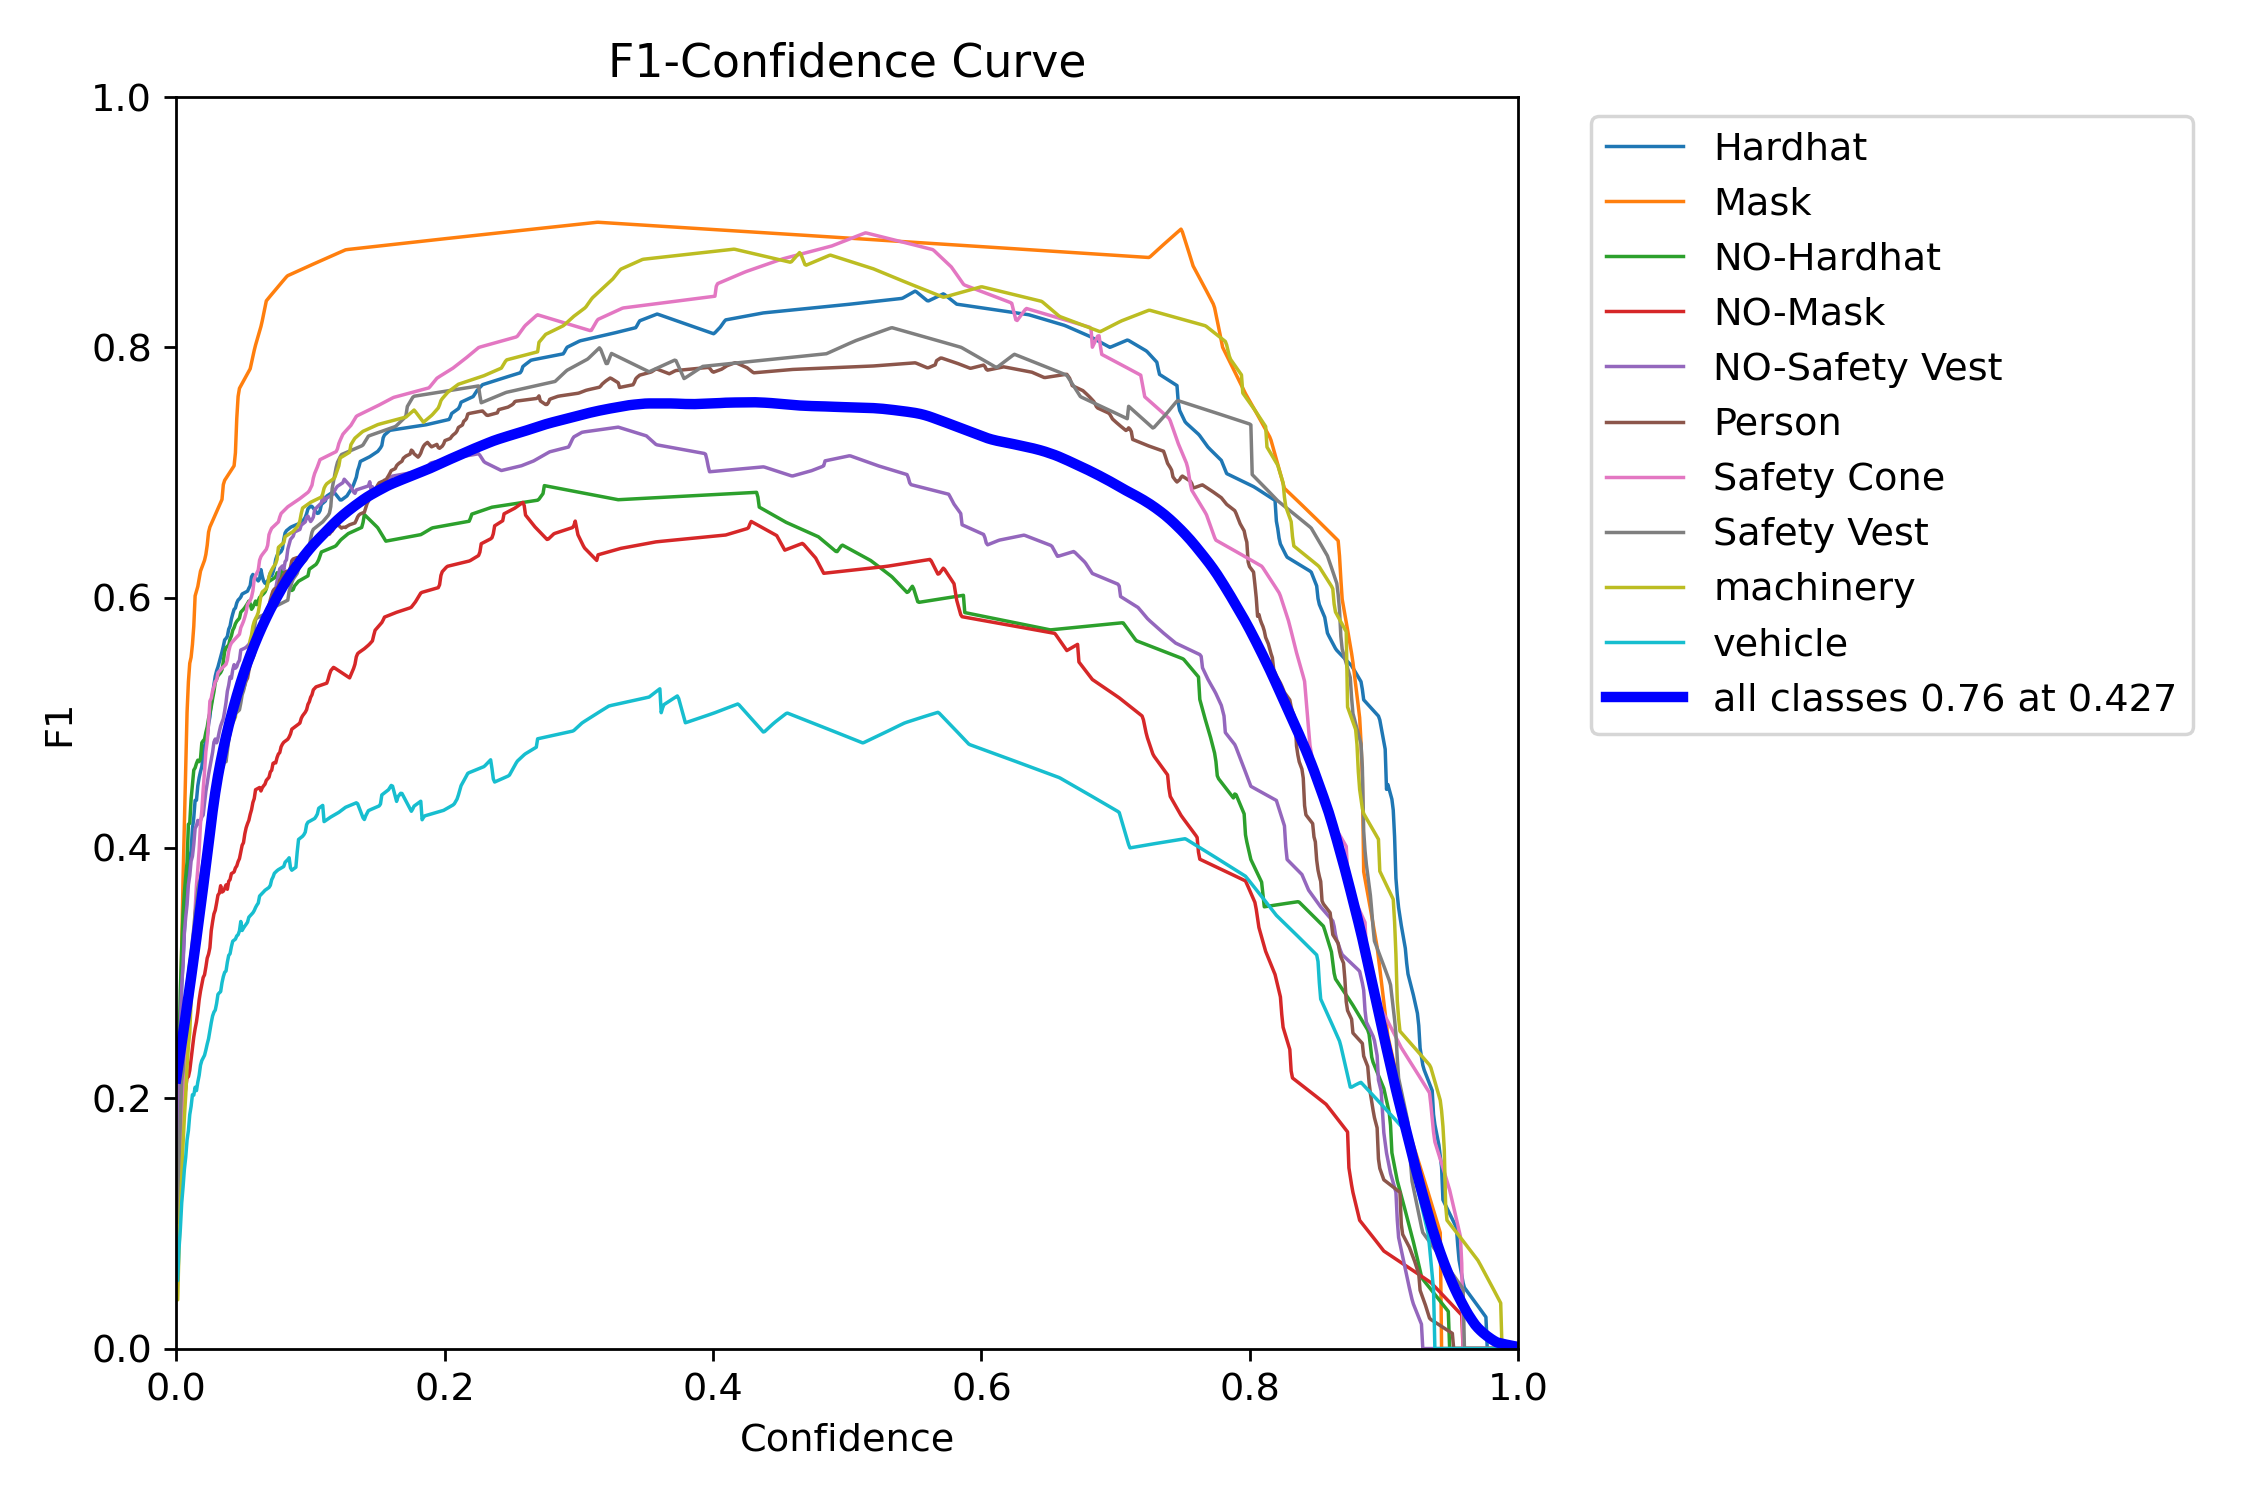 F1-Confidence Curve
1.0
0.8
0.6
0.4
0.2
0.0
F1
0.0 0.2 0.4 0.6 0.8 1.0
Confidence
Hardhat
Mask
NO-Hardhat
NO-Mask
NO-Safety Vest
Person
Safety Cone
Safety Vest
machinery
vehicle
all classes 0.76 at 0.427